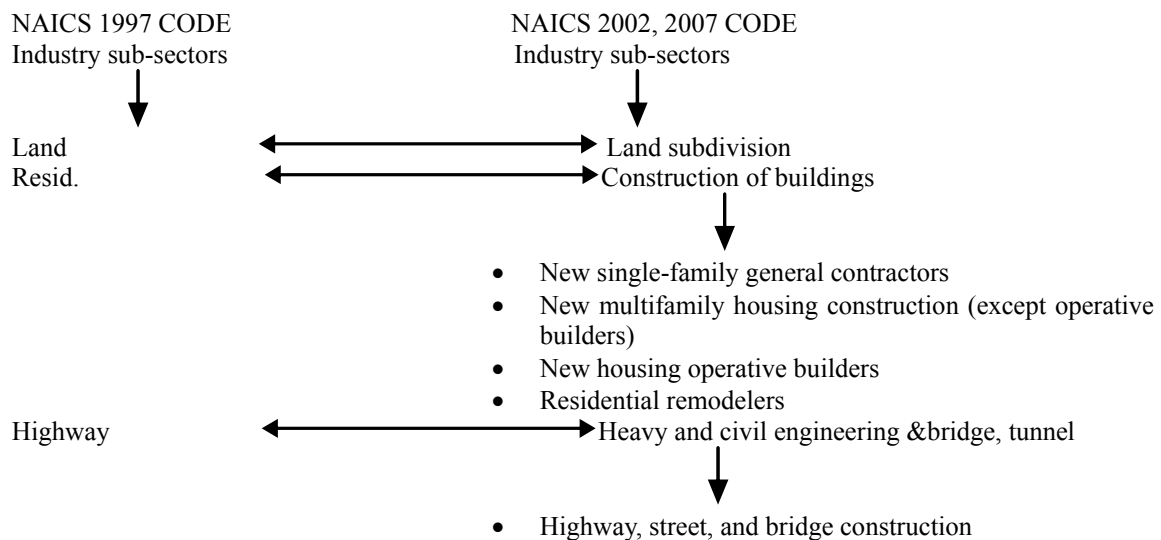 NAICS 1997 CODE NAICS 2002, 2007 CODE
Industry sub-sectors Industry sub-sectors
Land Land subdivision
Resid. Construction of buildings
• New single-family general contractors
• New multifamily housing construction (except operative
builders)
• New housing operative builders
• Residential remodelers
Highway Heavy and civil engineering &bridge, tunnel
• Highway, street, and bridge construction